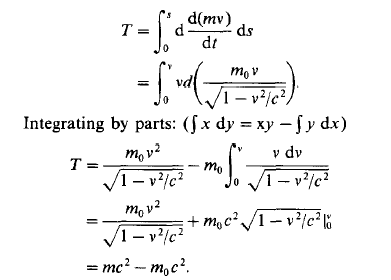 T = ∫₀ˢ d d(mv)/dt ds
= ∫₀ᵛ vd(m₀v/√(1 − v²/c²)).
Integrating by parts: (∫ x dy = xy − ∫ y dx)
T = m₀v²/√(1 − v²/c²) − m₀ ∫₀ᵛ v dv/√(1 − v²/c²)
= m₀v²/√(1 − v²/c²) + m₀c² √(1 − v²/c²) |₀ᵛ
= mc² − m₀c².